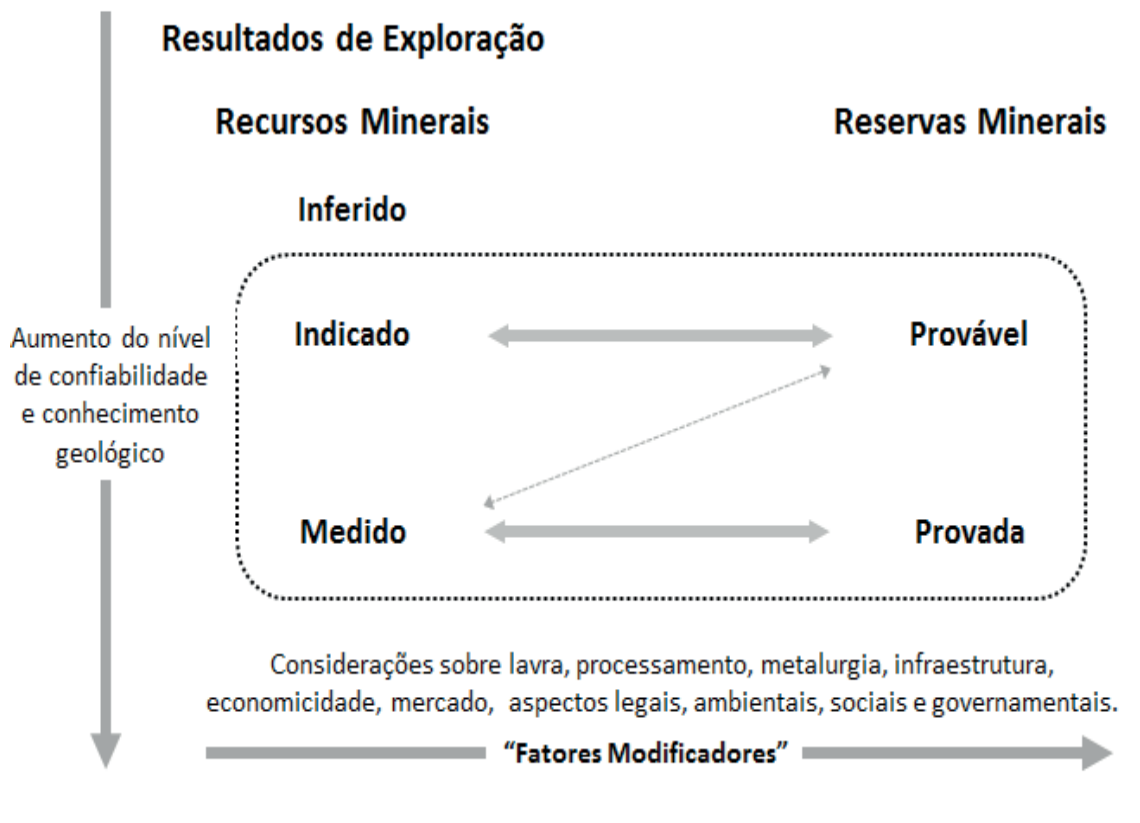 Resultados de Exploração
Recursos Minerais
Reservas Minerais
Inferido
Aumento do nível
de confiabilidade
e conhecimento
geológico
Indicado
Provável
Medido
Provada
Considerações sobre lavra, processamento, metalurgia, infraestrutura,
economicidade, mercado, aspectos legais, ambientais, sociais e governamentais.
“Fatores Modificadores”